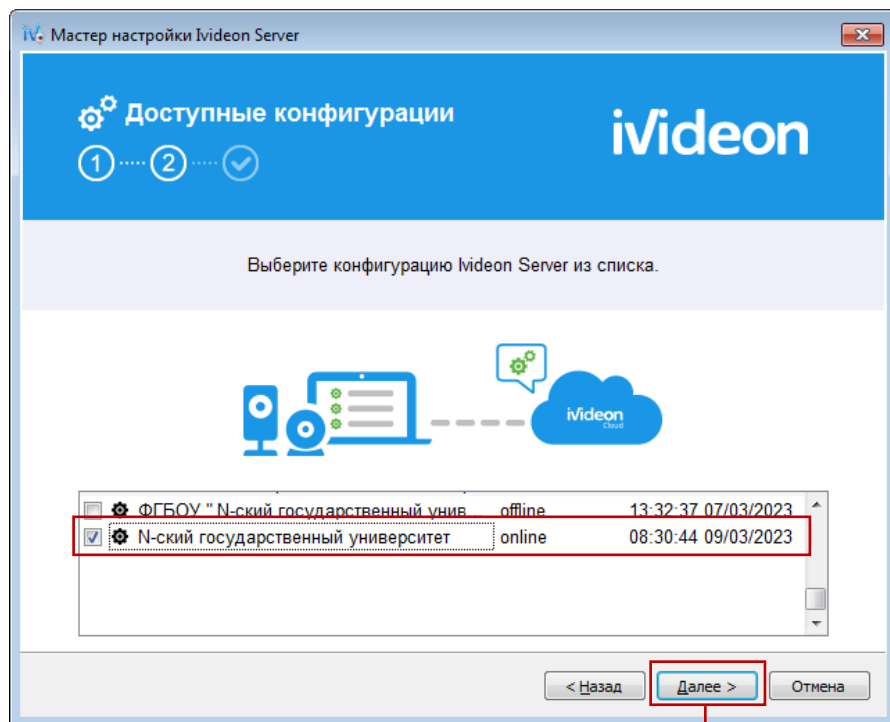 Мастер настройки Ivideon Server
Доступные конфигурации
iVideon
1 2
Выберите конфигурацию Ivideon Server из списка.
iVideon
Cloud
ФГБОУ " N-ский государственный унив... offline 13:32:37 07/03/2023
N-ский государственный университет online 08:30:44 09/03/2023
< Назад Далее > Отмена